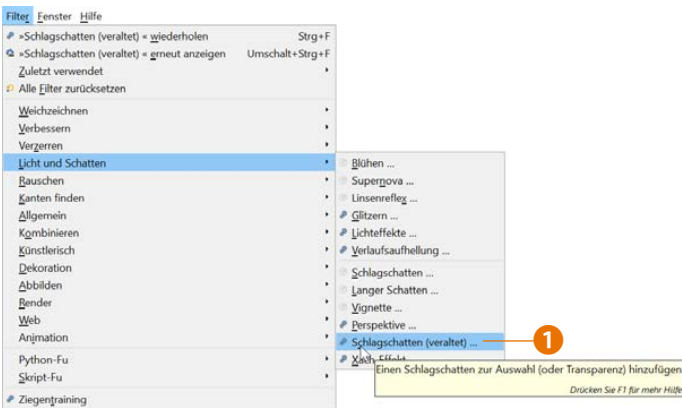 Filter Fenster Hilfe
»Schlagschatten (veraltet) « wiederholen Strg+F
»Schlagschatten (veraltet) « erneut anzeigen Umschalt+Strg+F
Zuletzt verwendet
Alle Filter zurücksetzen
Weichzeichnen
Verbessern
Verzerren
Licht und Schatten
Rauschen
Kanten finden
Allgemein
Kombinieren
Künstlerisch
Dekoration
Abbilden
Render
Web
Animation
Python-Fu
Skript-Fu
Ziegentraining
Blühen ...
Supernova ...
Linsenreflex ...
Glitzern ...
Lichteffekte ...
Verlaufsaufhellung ...
Schlagschatten ...
Langer Schatten ...
Vignette ...
Perspektive ...
Schlagschatten (veraltet) ... 1
Xach-Effekt
Einen Schlagschatten zur Auswahl (oder Transparenz) hinzufügen
Drücken Sie F1 für mehr Hilfe